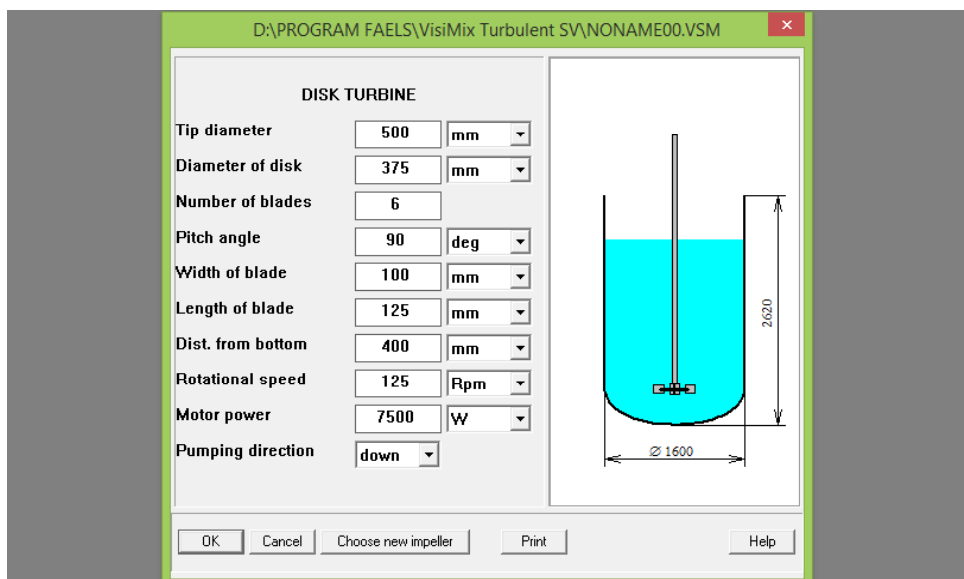 D:\PROGRAM FAELS\VisiMix Turbulent SV\NONAME00.VSM
DISK TURBINE
Tip diameter 500 mm
Diameter of disk 375 mm
Number of blades 6
Pitch angle 90 deg
Width of blade 100 mm
Length of blade 125 mm
Dist. from bottom 400 mm
Rotational speed 125 Rpm
Motor power 7500 W
Pumping direction down
2620
Ø 1600
OK Cancel Choose new impeller Print Help